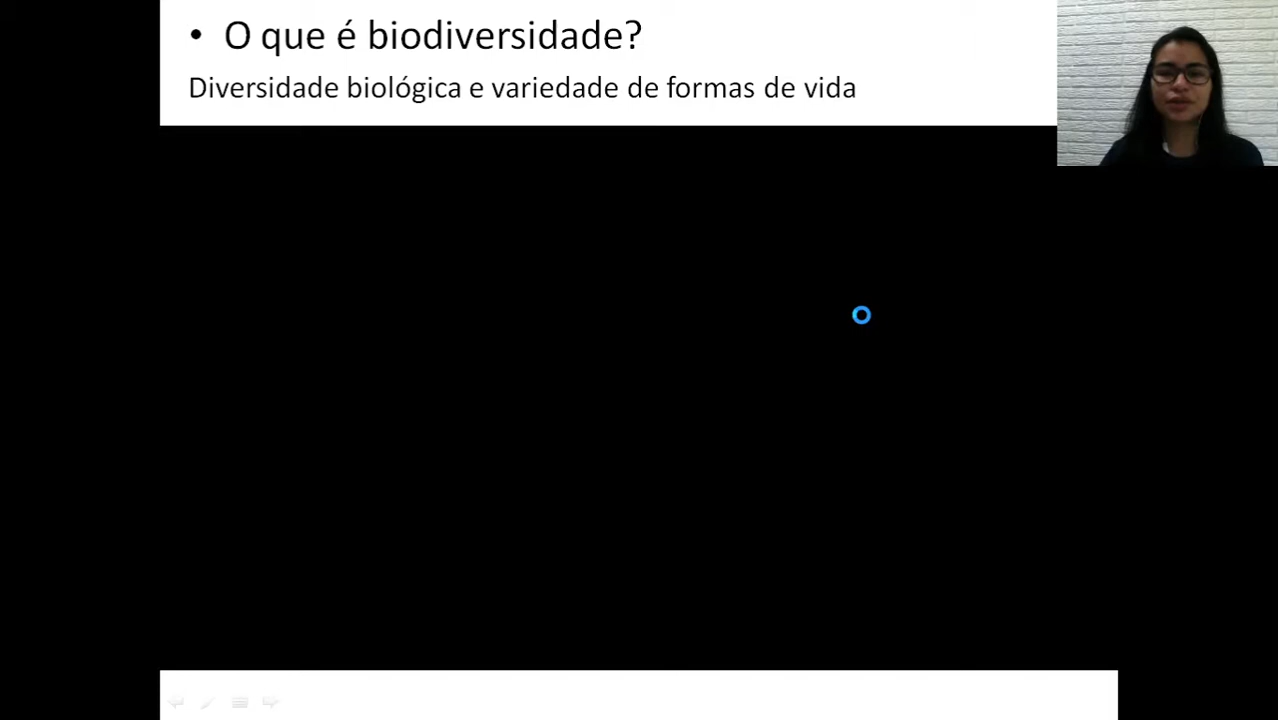 • O que é biodiversidade?
Diversidade biológica e variedade de formas de vida